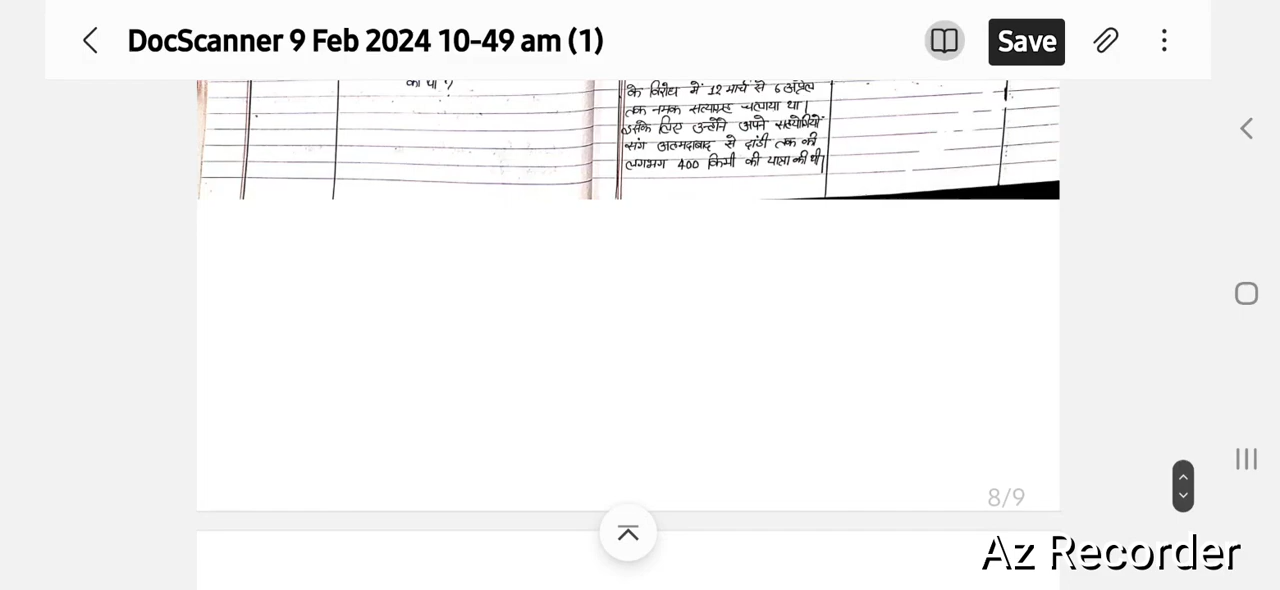 DocScanner 9 Feb 2024 10-49 am (1)
Save
की थी ?
के विरोध में 12 मार्च से 6 अप्रैल
तक नमक सत्याग्रह चलाया था।
इसके लिए उन्होंने अपने सहयोगियों
संग अहमदाबाद से दांडी तक की
लगभग 400 किमी की यात्रा की थी।
8/9
Az Recorder